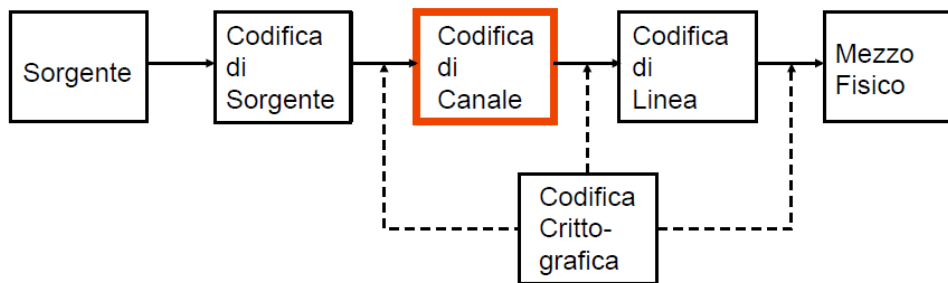 Sorgente
Codifica
di
Sorgente
Codifica
di
Canale
Codifica
di
Linea
Mezzo
Fisico
Codifica
Critto-
grafica